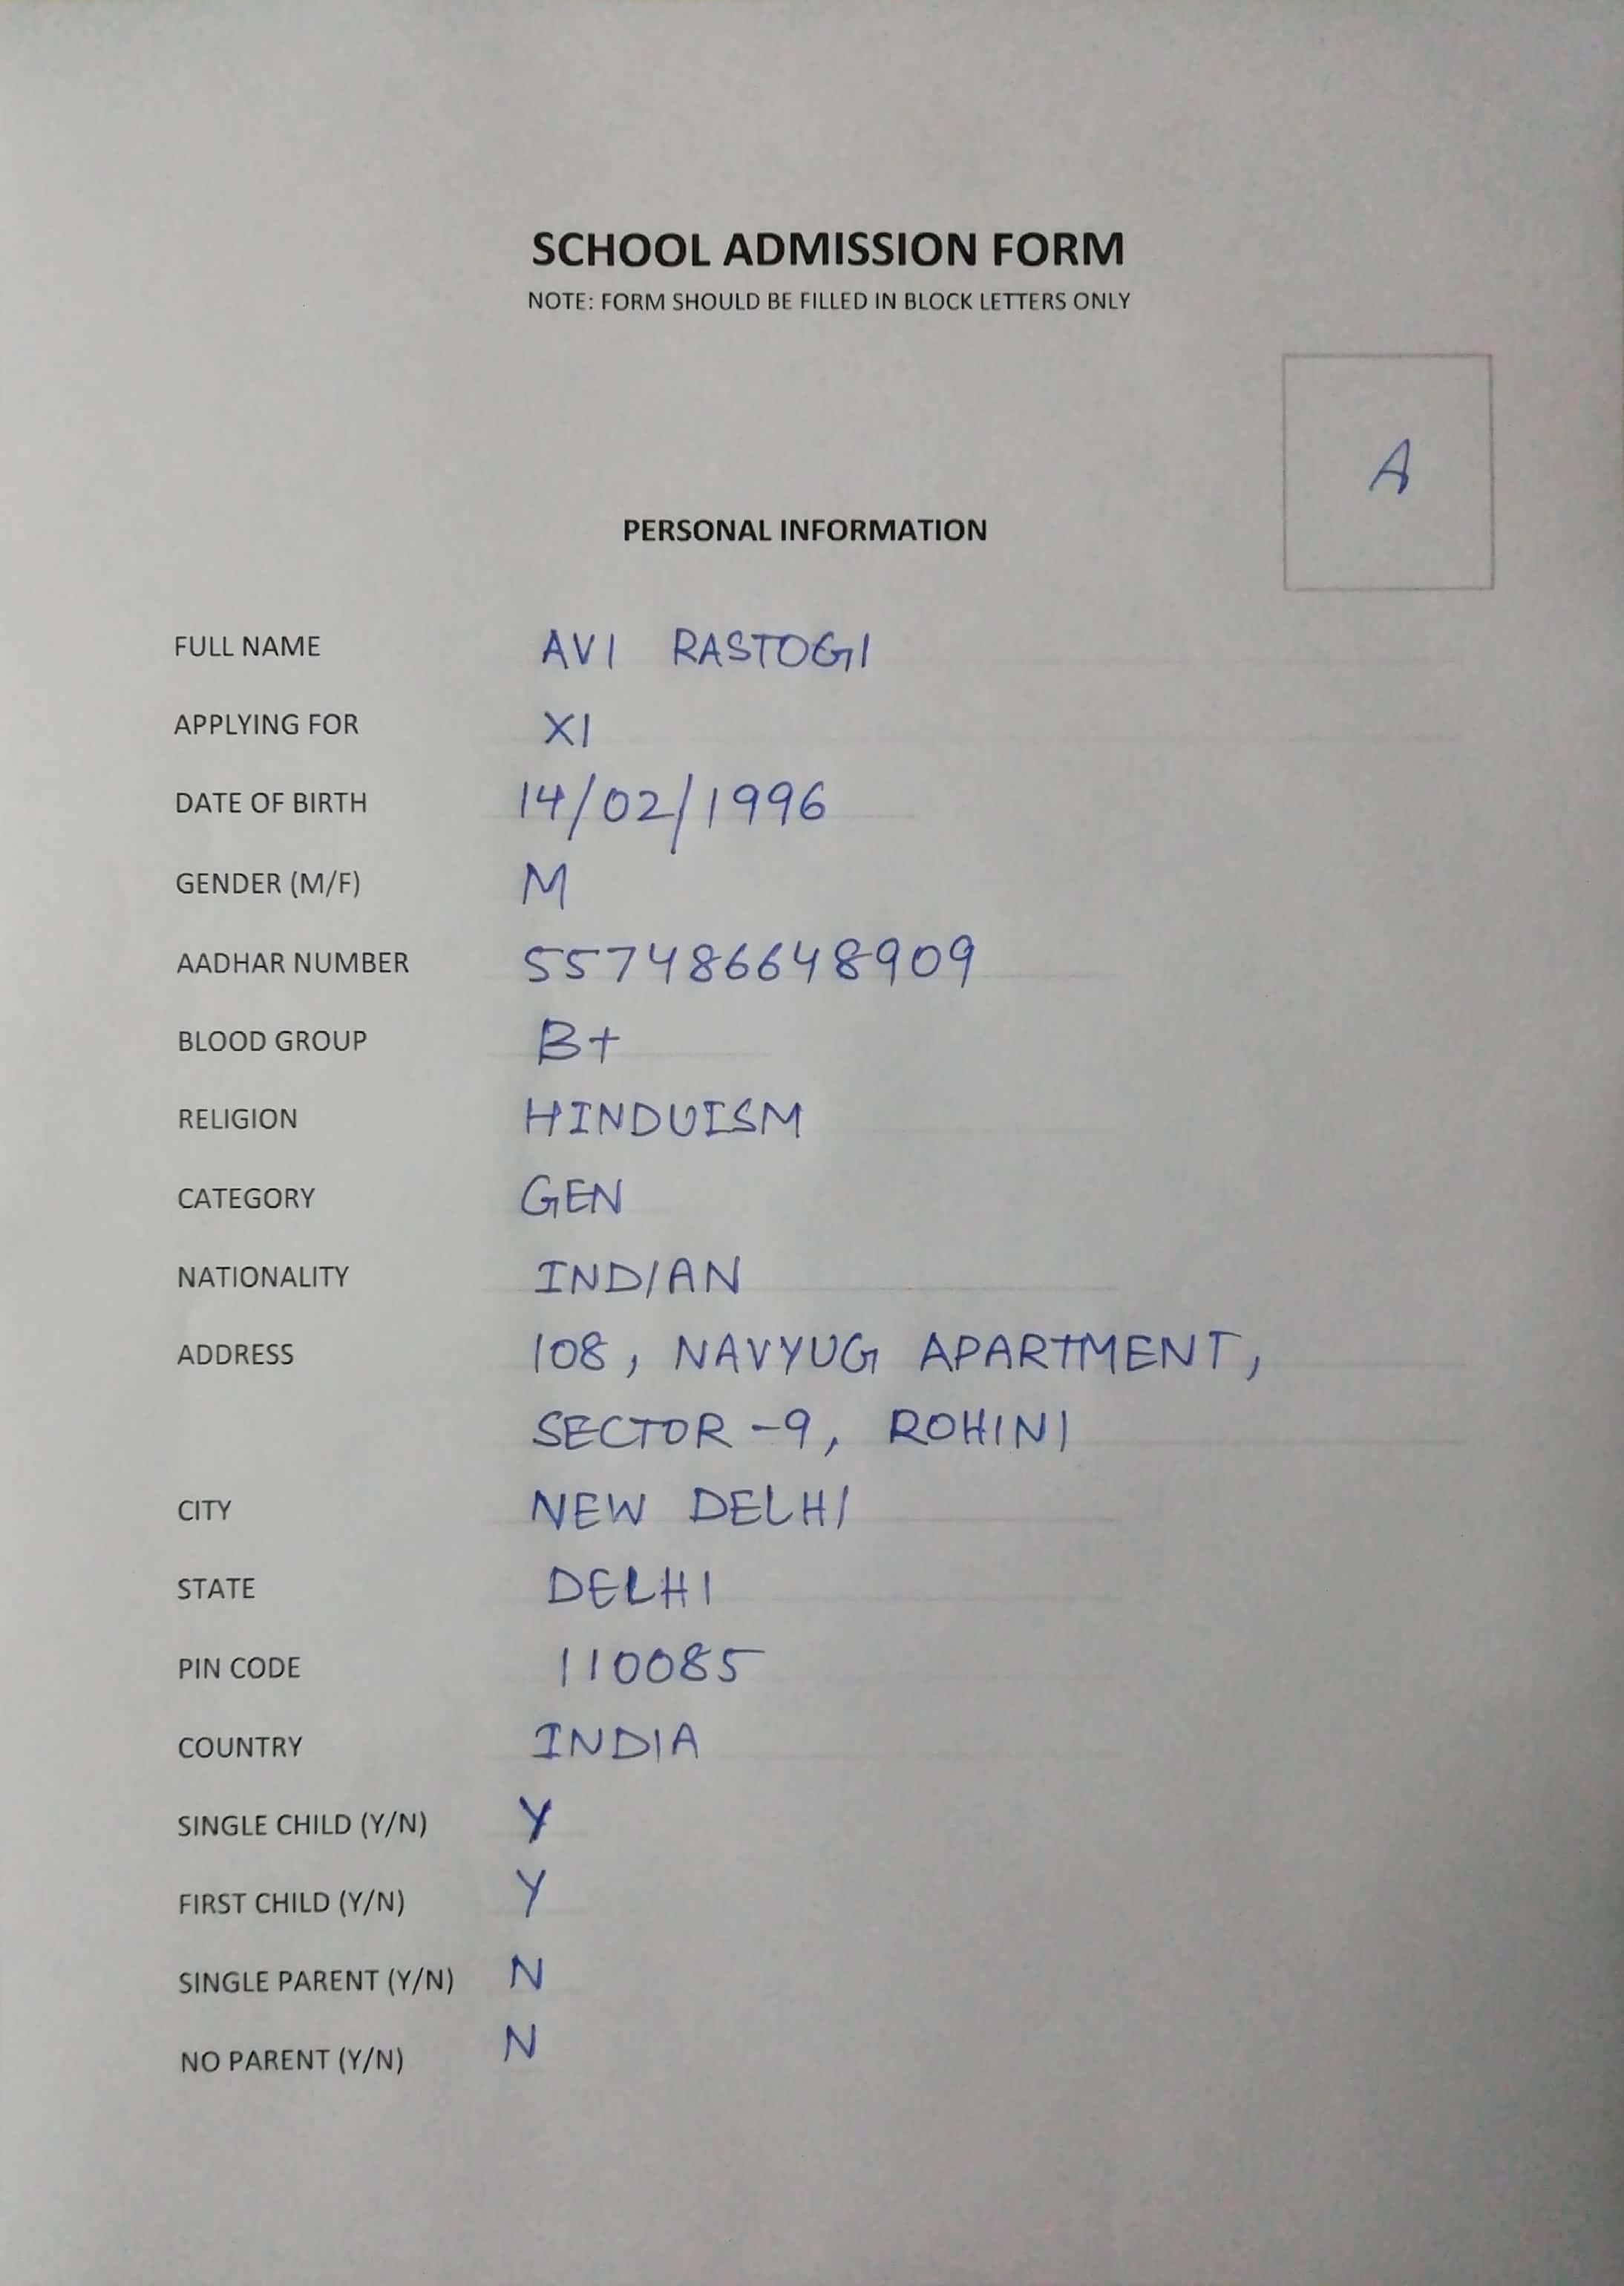 SCHOOL ADMISSION FORM
NOTE: FORM SHOULD BE FILLED IN BLOCK LETTERS ONLY
A
PERSONAL INFORMATION
FULL NAME AVI RASTOGI
APPLYING FOR XI
DATE OF BIRTH 14/02/1996
GENDER (M/F) M
AADHAR NUMBER 557486648909
BLOOD GROUP B+
RELIGION HINDUISM
CATEGORY GEN
NATIONALITY INDIAN
ADDRESS 108, NAVYUG APARTMENT,
SECTOR -9, ROHINI
CITY NEW DELHI
STATE DELHI
PIN CODE 110085
COUNTRY INDIA
SINGLE CHILD (Y/N) Y
FIRST CHILD (Y/N) Y
SINGLE PARENT (Y/N) N
NO PARENT (Y/N) N